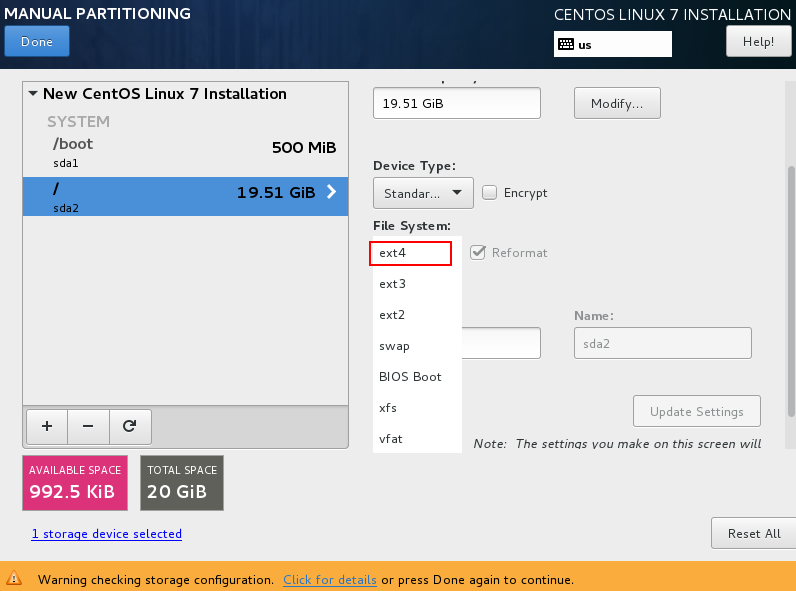 MANUAL PARTITIONING
CENTOS LINUX 7 INSTALLATION
Done
us
Help!
New CentOS Linux 7 Installation
SYSTEM
/boot
500 MiB
sda1
/
19.51 GiB
sda2
19.51 GiB
Modify...
Device Type:
Standar...
Encrypt
File System:
ext4
Reformat
ext3
ext2
swap
BIOS Boot
xfs
vfat
Name:
sda2
Update Settings
Note: The settings you make on this screen will
AVAILABLE SPACE
992.5 KiB
TOTAL SPACE
20 GiB
1 storage device selected
Reset All
Warning checking storage configuration. Click for details or press Done again to continue.